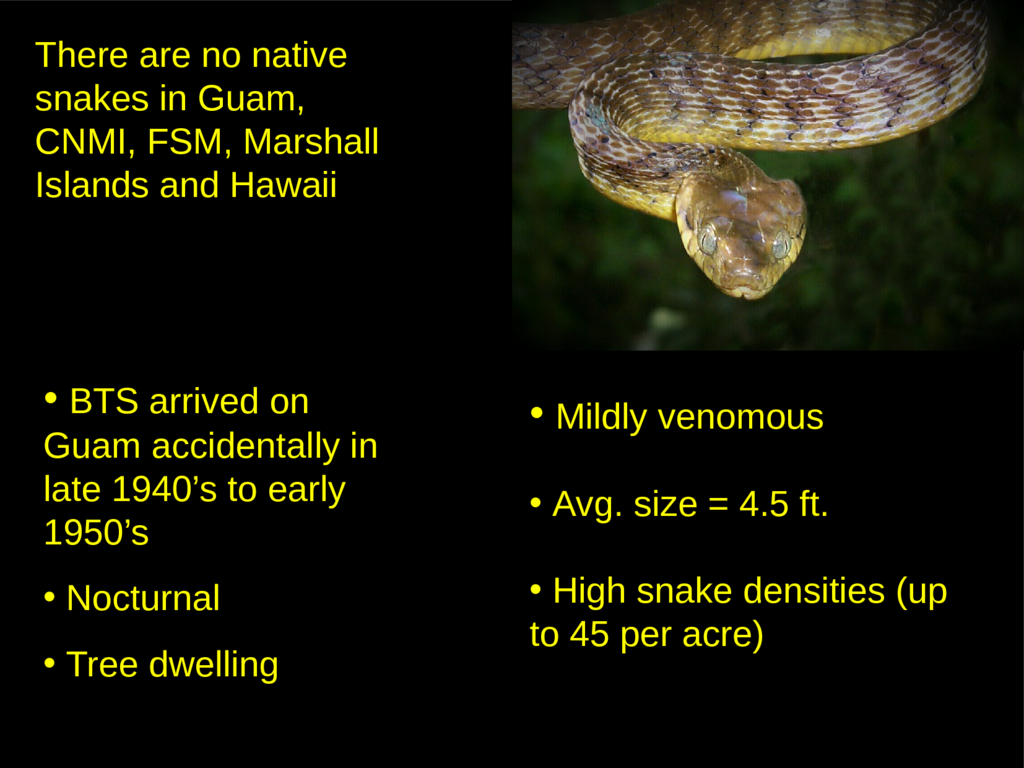 There are no native
snakes in Guam,
CNMI, FSM, Marshall
Islands and Hawaii
• BTS arrived on
Guam accidentally in
late 1940’s to early
1950’s
• Nocturnal
• Tree dwelling
• Mildly venomous
• Avg. size = 4.5 ft.
• High snake densities (up
to 45 per acre)